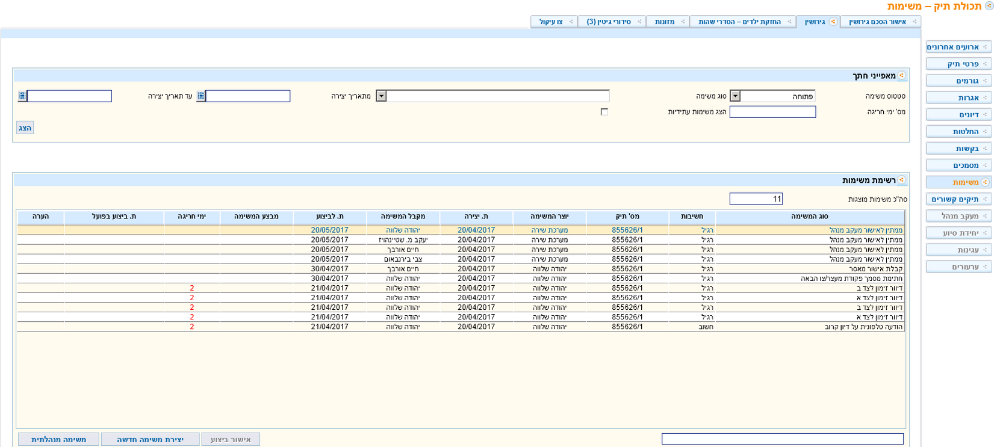 תכולת תיק – משימות
אישור הסכם גירושין גירושין החזקת ילדים – הסדרי שהות מזונות סידורי גיטין (3) צו עיקול
ארועים אחרונים
פרטי תיק
גורמים
אגרות
דיונים
החלטות
בקשות
מסמכים
משימות
תיקים קשורים
מעקב מנהל
יחידת סיוע
עגינות
ערעורים
מאפייני חתך
סטטוס משימה פתוחה סוג משימה מתאריך יצירה עד תאריך יצירה
מס' ימי חריגה הצג משימות עתידיות
הצג
רשימת משימות
סה"כ משימות מוצגות 11
סוג המשימה חשיבות מס' תיק יוצר המשימה ת. יצירה מקבל המשימה ת. לביצוע מבצע המשימה ימי חריגה ת. ביצוע בפועל הערה
ממתין לאישור מעקב מנהל רגיל 855626/1 מערכת שירה 20/04/2017 יהודה שלווה 20/05/2017
ממתין לאישור מעקב מנהל רגיל 855626/1 מערכת שירה 20/04/2017 יעקב מ. שטיינהויז 20/05/2017
ממתין לאישור מעקב מנהל רגיל 855626/1 מערכת שירה 20/04/2017 חיים אורבך 20/05/2017
ממתין לאישור מעקב מנהל רגיל 855626/1 מערכת שירה 20/04/2017 צבי בירנבאום 20/05/2017
קבלת אישור מאסר רגיל 855626/1 יהודה שלווה 20/04/2017 חיים אורבך 30/04/2017
חתימת מסמך פקודת מעצר/צו הבאה רגיל 855626/1 יהודה שלווה 20/04/2017 יהודה שלווה 30/04/2017
דיוור זימון לצד ב רגיל 855626/1 יהודה שלווה 20/04/2017 יהודה שלווה 21/04/2017 2
דיוור זימון לצד א רגיל 855626/1 יהודה שלווה 20/04/2017 יהודה שלווה 21/04/2017 2
דיוור זימון לצד ב רגיל 855626/1 יהודה שלווה 20/04/2017 יהודה שלווה 21/04/2017 2
דיוור זימון לצד א רגיל 855626/1 יהודה שלווה 20/04/2017 יהודה שלווה 21/04/2017 2
הודעה טלפונית על דיון קרוב חשוב 855626/1 יהודה שלווה 20/04/2017 יהודה שלווה 21/04/2017 2
אישור ביצוע יצירת משימה חדשה משימה מנהלתית